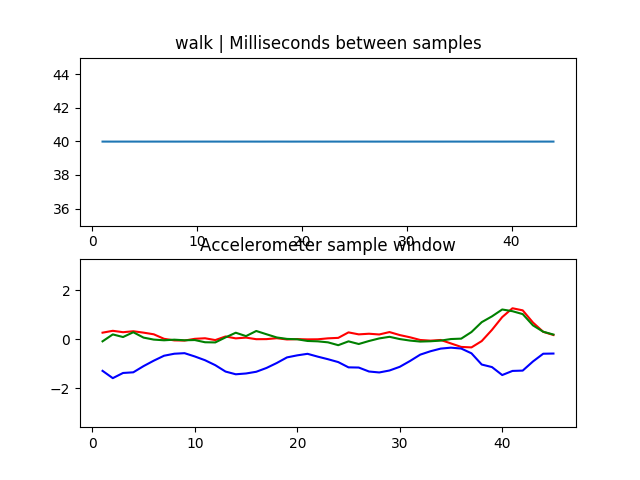 walk | Milliseconds between samples
44
42
40
38
36
0 10 20 30 40
Accelerometer sample window
2
0
−2
0 10 20 30 40